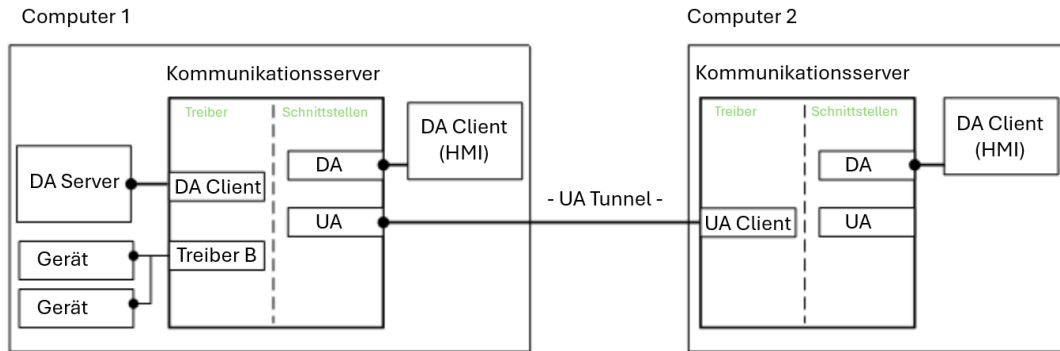 Computer 1
Computer 2
Kommunikationsserver
Kommunikationsserver
Treiber
Schnittstellen
Treiber
Schnittstellen
DA Client
(HMI)
DA Client
(HMI)
DA Server
DA Client
DA
DA
- UA Tunnel -
UA
UA Client
UA
Gerät
Treiber B
Gerät